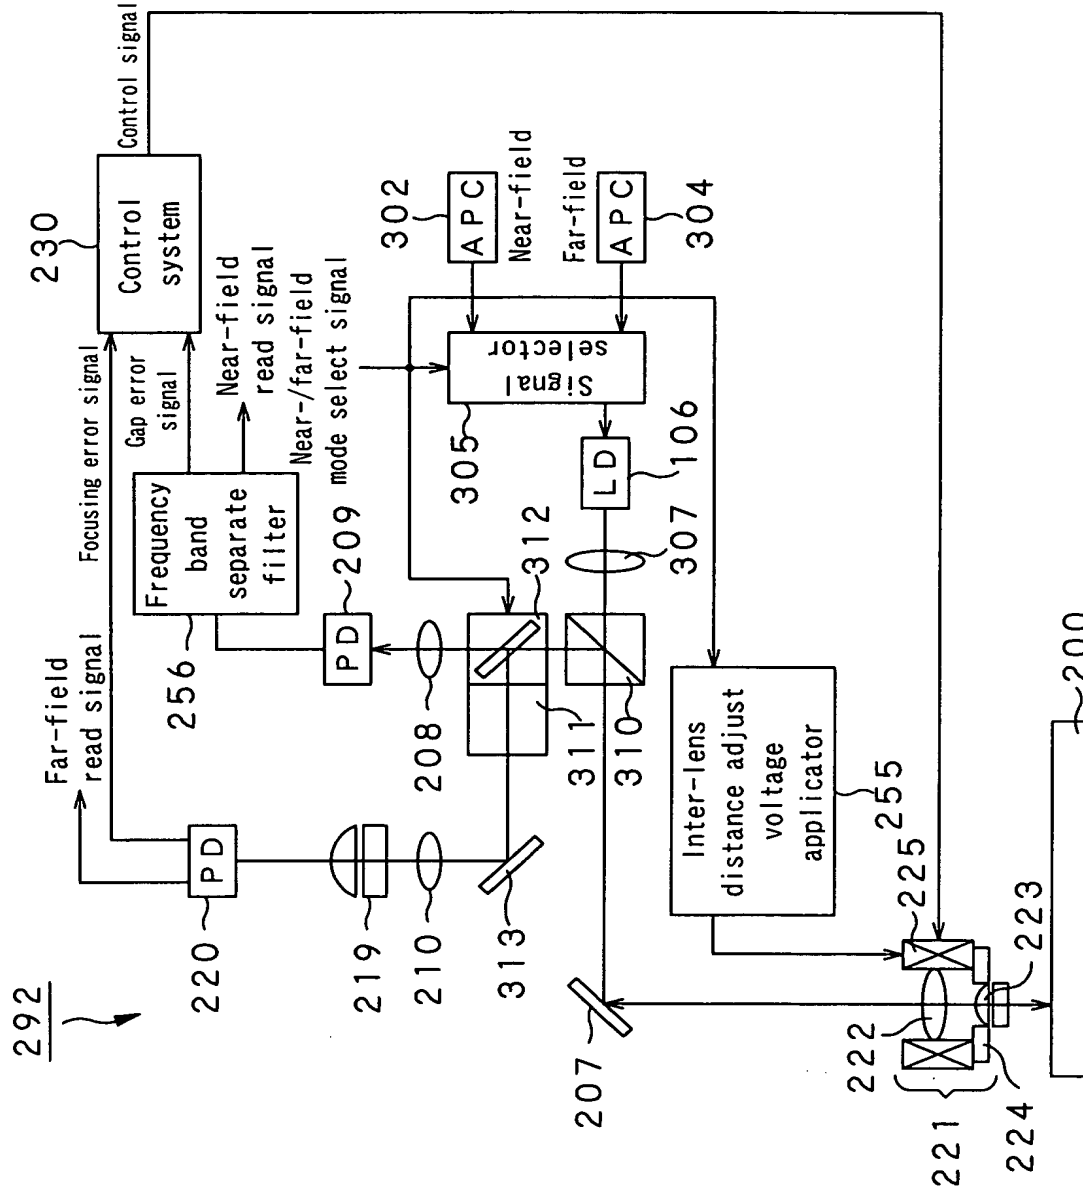 292
Far-field
read signal
Focusing error signal
Gap error
signal
230
Control
system
Control signal
Near-field
read signal
Near-/far-field
mode select signal
256
Frequency
band
separate
filter
220
PD
209
PD
219
210
208
313
311
312
305
Signal
selector
302
APC
Near-field
Far-field
APC
304
LD
106
307
310
207
Inter-lens
distance adjust
voltage
applicator
255
225
222
223
221
224
200